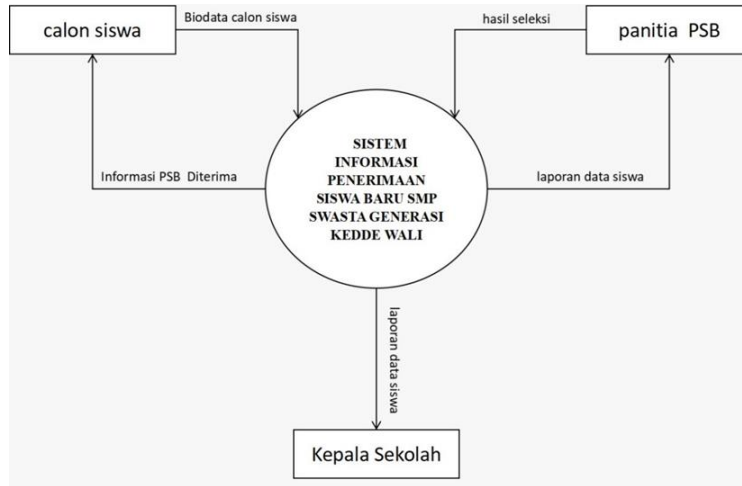 calon siswa
Biodata calon siswa
hasil seleksi
panitia PSB
SISTEM
INFORMASI
PENERIMAAN
SISWA BARU SMP
SWASTA GENERASI
KEDDE WALI
Informasi PSB Diterima
laporan data siswa
laporan data siswa
Kepala Sekolah